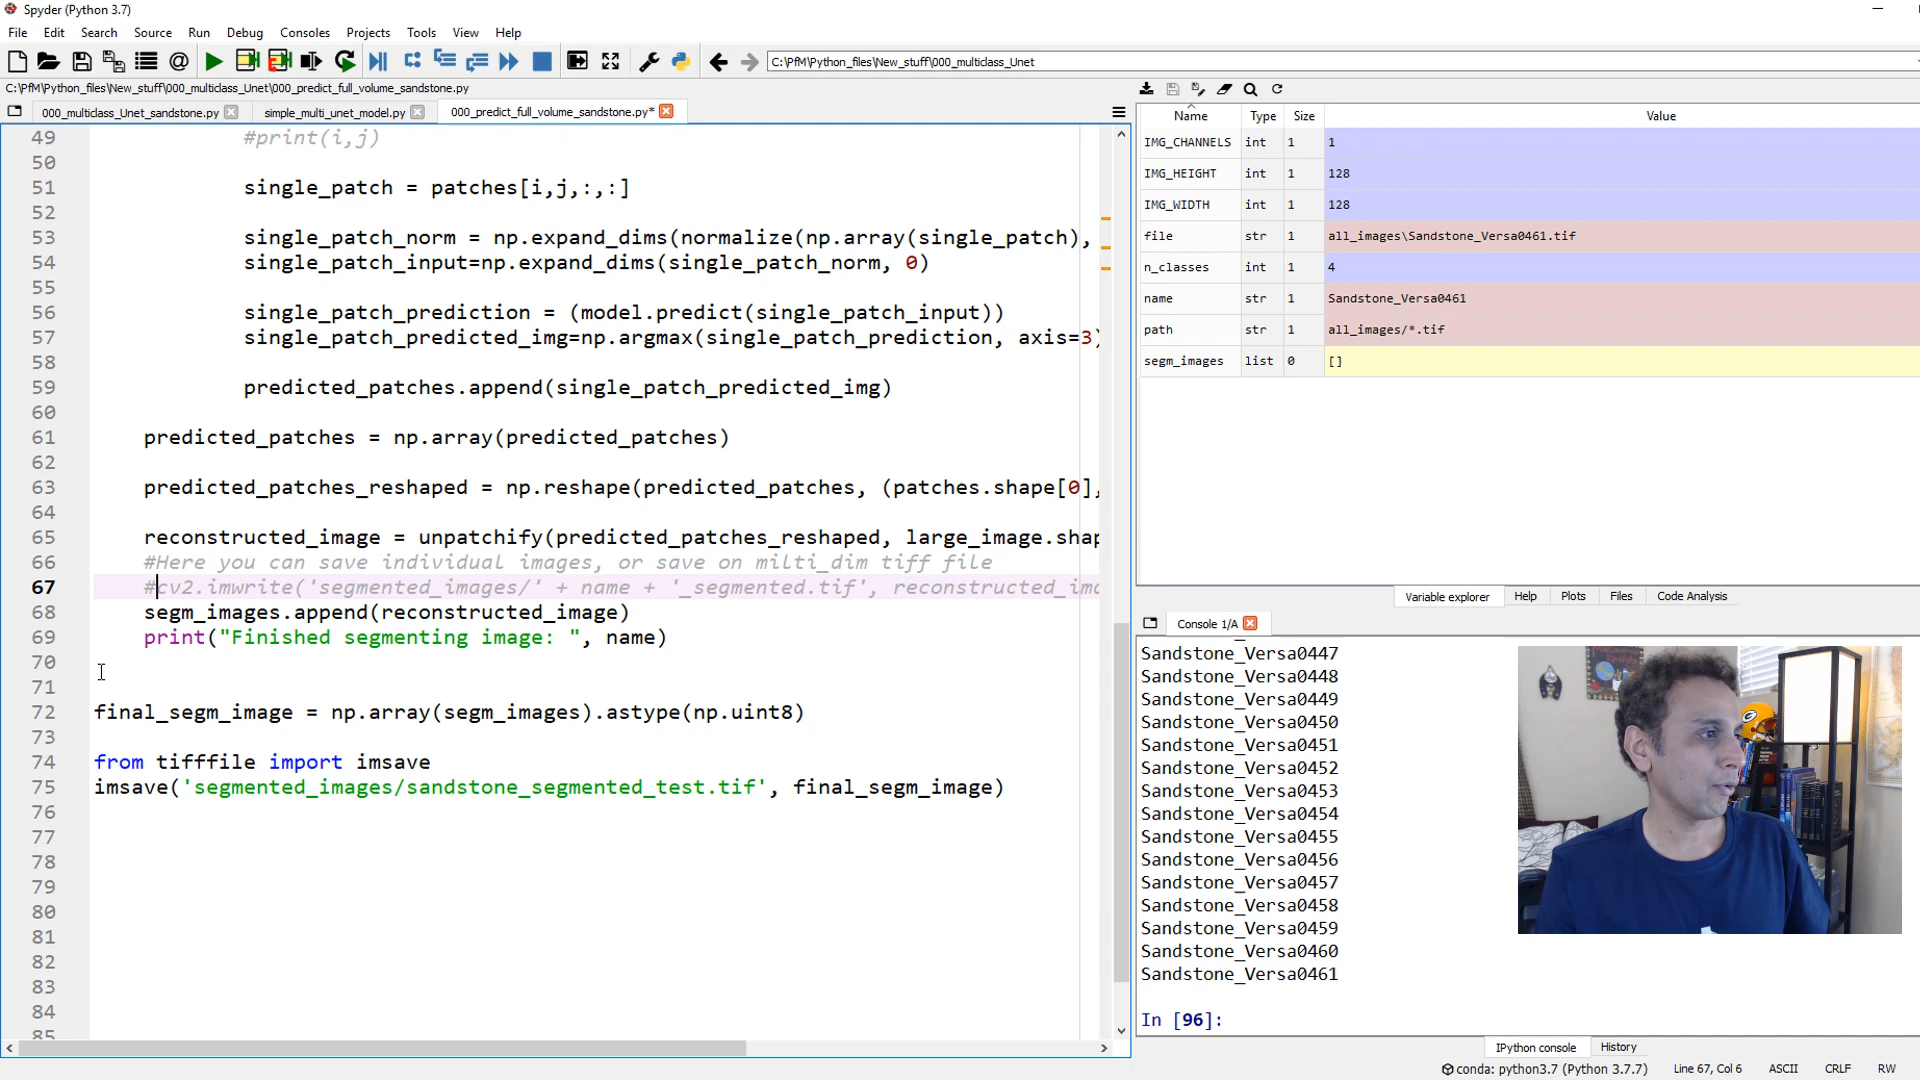 Spyder (Python 3.7)
File Edit Search Source Run Debug Consoles Projects Tools View Help
C:\PfM\Python_files\New_stuff\000_multiclass_Unet
C:\PfM\Python_files\New_stuff\000_multiclass_Unet\000_predict_full_volume_sandstone.py
000_multiclass_Unet_sandstone.py simple_multi_unet_model.py 000_predict_full_volume_sandstone.py*
49 #print(i,j)
50
51 single_patch = patches[i,j,:,:]
52
53 single_patch_norm = np.expand_dims(normalize(np.array(single_patch),
54 single_patch_input=np.expand_dims(single_patch_norm, 0)
55
56 single_patch_prediction = (model.predict(single_patch_input))
57 single_patch_predicted_img=np.argmax(single_patch_prediction, axis=3)
58
59 predicted_patches.append(single_patch_predicted_img)
60
61 predicted_patches = np.array(predicted_patches)
62
63 predicted_patches_reshaped = np.reshape(predicted_patches, (patches.shape[0],
64
65 reconstructed_image = unpatchify(predicted_patches_reshaped, large_image.shap
66 #Here you can save individual images, or save on milti_dim tiff file
67 #cv2.imwrite('segmented_images/' + name + '_segmented.tif', reconstructed_ima
68 segm_images.append(reconstructed_image)
69 print("Finished segmenting image: ", name)
70
71
72 final_segm_image = np.array(segm_images).astype(np.uint8)
73
74 from tifffile import imsave
75 imsave('segmented_images/sandstone_segmented_test.tif', final_segm_image)
76
77
78
79
80
81
82
83
84
85
Name Type Size Value
IMG_CHANNELS int 1 1
IMG_HEIGHT int 1 128
IMG_WIDTH int 1 128
file str 1 all_images\Sandstone_Versa0461.tif
n_classes int 1 4
name str 1 Sandstone_Versa0461
path str 1 all_images/*.tif
segm_images list 0 []
Variable explorer Help Plots Files Code Analysis
Console 1/A
Sandstone_Versa0447
Sandstone_Versa0448
Sandstone_Versa0449
Sandstone_Versa0450
Sandstone_Versa0451
Sandstone_Versa0452
Sandstone_Versa0453
Sandstone_Versa0454
Sandstone_Versa0455
Sandstone_Versa0456
Sandstone_Versa0457
Sandstone_Versa0458
Sandstone_Versa0459
Sandstone_Versa0460
Sandstone_Versa0461
In [96]:
IPython console History
conda: python3.7 (Python 3.7.7) Line 67, Col 6 ASCII CRLF RW